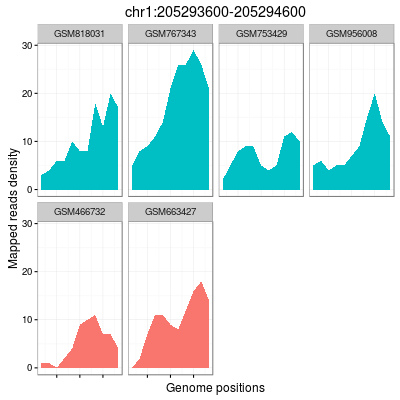 chr1:205293600-205294600
GSM818031 GSM767343 GSM753429 GSM956008
30
20
10
0
GSM466732 GSM663427
30
20
10
0
Mapped reads density
Genome positions